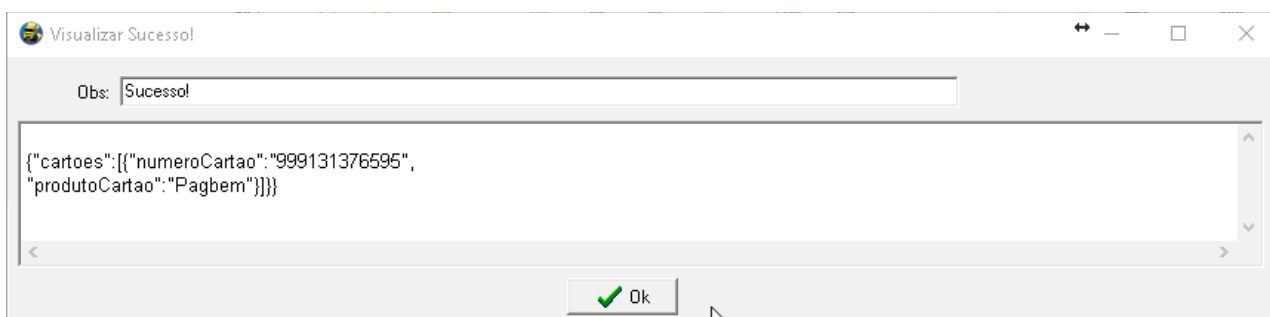 Visualizar Sucesso!
Obs: Sucesso!
{"cartoes":[{"numeroCartao":"999131376595",
"produtoCartao":"Pagbem"}]}}
Ok